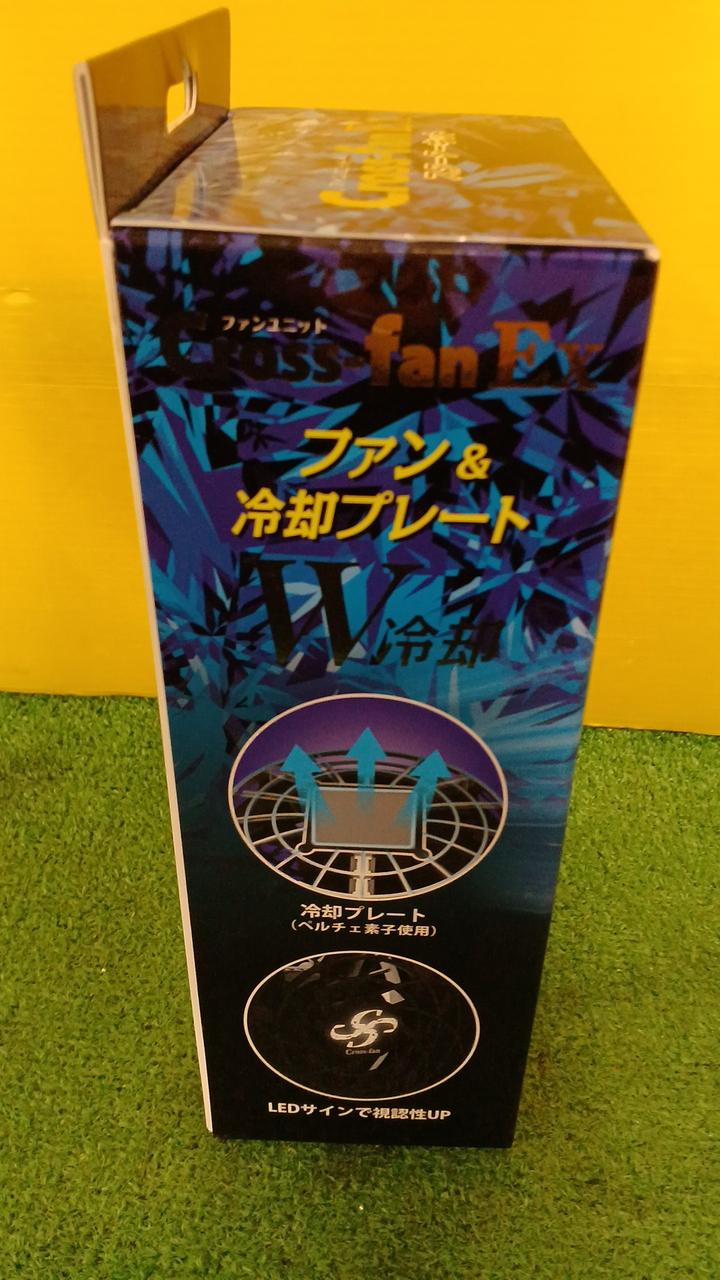 Cross-fan
ファンユニット
Cross-fan Ex
ファン&
冷却プレート
W冷却
冷却プレート
(ペルチェ素子使用)
Cross-fan
LEDサインで視認性UP